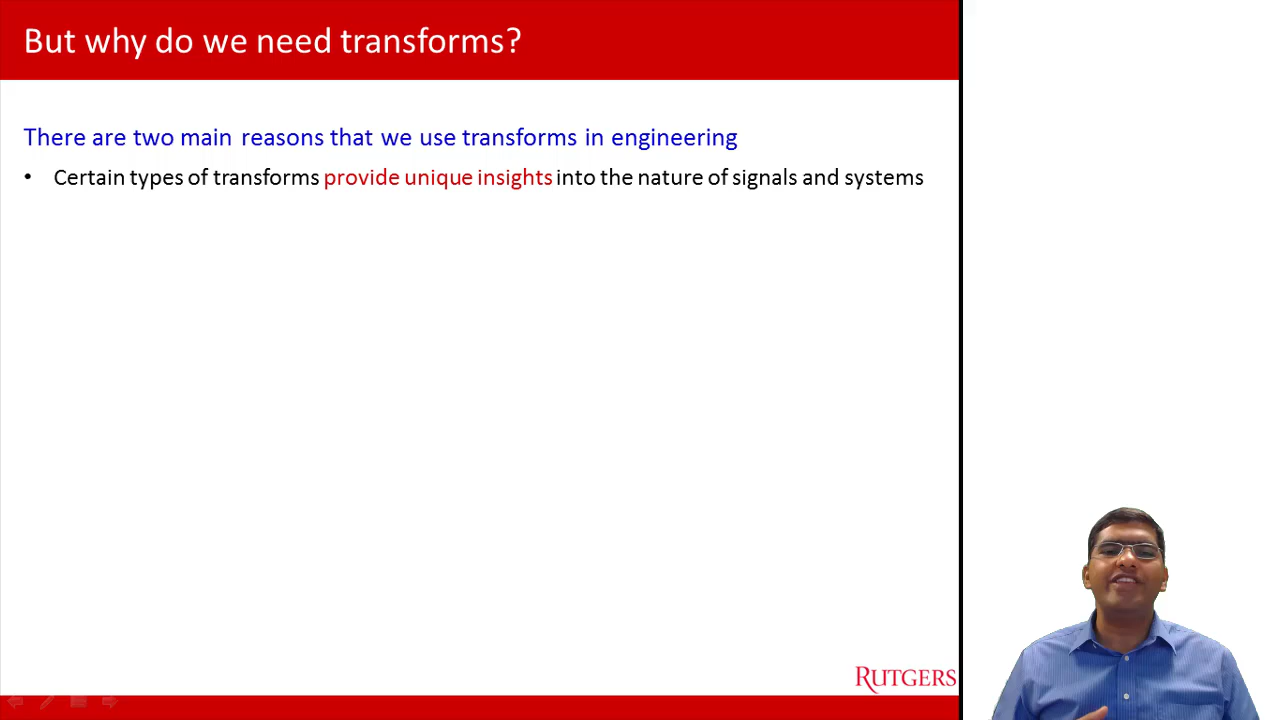 But why do we need transforms?
There are two main reasons that we use transforms in engineering
• Certain types of transforms provide unique insights into the nature of signals and systems
RUTGERS